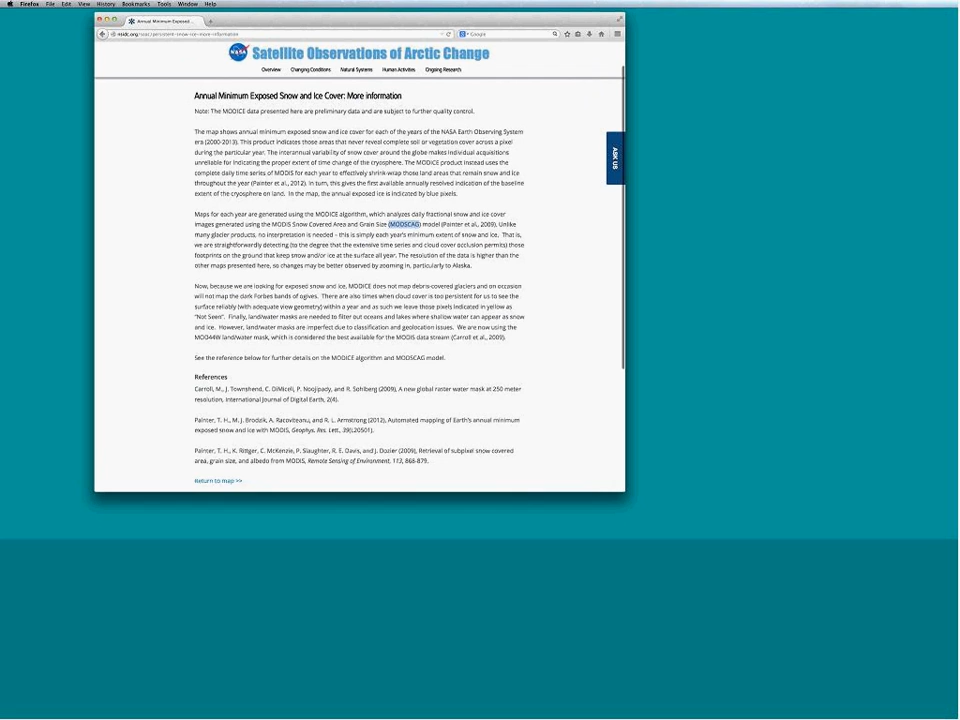 Firefox File Edit View History Bookmarks Tools Window Help
Annual Minimum Exposed...
nsidc.org/soac/persistent-snow-ice-more-information
Google
NASA
Satellite Observations of Arctic Change
Overview Changing Conditions Natural Systems Human Activities Ongoing Research
Annual Minimum Exposed Snow and Ice Cover: More information
Note: The MODICE data presented here are preliminary data and are subject to further quality control.
The map shows annual minimum exposed snow and ice cover for each of the years of the NASA Earth Observing System
era (2000-2013). This product indicates those areas that never reveal complete soil or vegetation cover across a pixel
during the particular year. The interannual variability of snow cover around the globe makes individual acquisitions
unreliable for indicating the proper extent of time change of the cryosphere. The MODICE product instead uses the
complete daily time series of MODIS for each year to effectively shrink-wrap those land areas that remain snow and ice
throughout the year (Painter et al., 2012). In turn, this gives the first available annually resolved indication of the baseline
extent of the cryosphere on land. In the map, the annual exposed ice is indicated by blue pixels.
Maps for each year are generated using the MODICE algorithm, which analyzes daily fractional snow and ice cover
images generated using the MODIS Snow Covered Area and Grain Size (MODSCAG) model (Painter et al., 2009). Unlike
many glacier products, no interpretation is needed – this is simply each year's minimum extent of snow and ice. That is,
we are straightforwardly detecting (to the degree that the extensive time series and cloud cover occlusion permits) those
footprints on the ground that keep snow and/or ice at the surface all year. The resolution of the data is higher than the
other maps presented here, so changes may be better observed by zooming in, particularly to Alaska.
Now, because we are looking for exposed snow and ice, MODICE does not map debris-covered glaciers and on occasion
will not map the dark Forbes bands of ogives. There are also times when cloud cover is too persistent for us to see the
surface reliably (with adequate view geometry) within a year and as such we leave those pixels indicated in yellow as
"Not Seen". Finally, land/water masks are needed to filter out oceans and lakes where shallow water can appear as snow
and ice. However, land/water masks are imperfect due to classification and geolocation issues. We are now using the
MOD44W land/water mask, which is considered the best available for the MODIS data stream (Carroll et al., 2009).
See the reference below for further details on the MODICE algorithm and MODSCAG model.
References
Carroll, M., J. Townshend, C. DiMiceli, P. Noojipady, and R. Sohlberg (2009), A new global raster water mask at 250 meter
resolution, International Journal of Digital Earth, 2(4).
Painter, T. H., M. J. Brodzik, A. Racoviteanu, and R. L. Armstrong (2012), Automated mapping of Earth's annual minimum
exposed snow and ice with MODIS, Geophys. Res. Lett., 39(L20501).
Painter, T. H., K. Rittger, C. McKenzie, P. Slaughter, R. E. Davis, and J. Dozier (2009), Retrieval of subpixel snow covered
area, grain size, and albedo from MODIS, Remote Sensing of Environment, 113, 868-879.
Return to map >>
ASK US